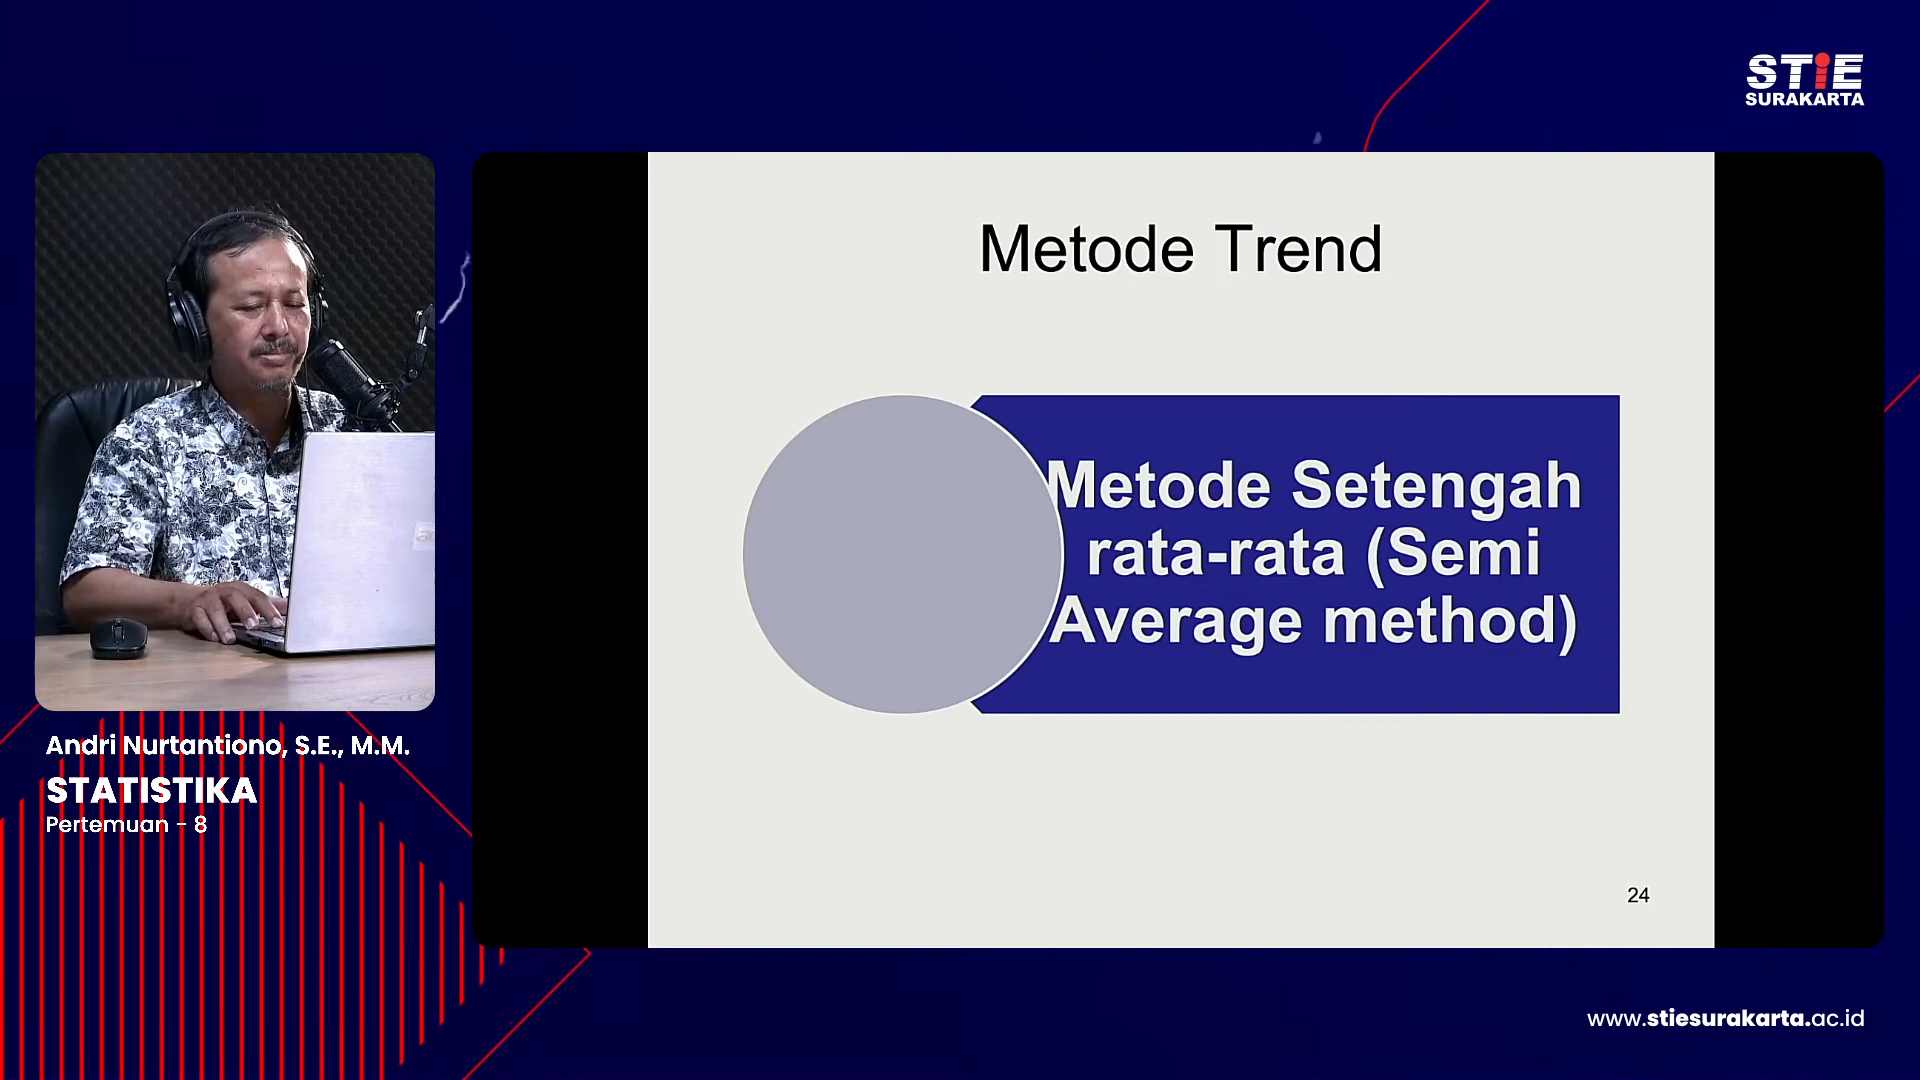 STiE
SURAKARTA
Metode Trend
Metode Setengah
rata-rata (Semi
Average method)
24
Andri Nurtantiono, S.E., M.M.
STATISTIKA
Pertemuan - 8
www.stiesurakarta.ac.id